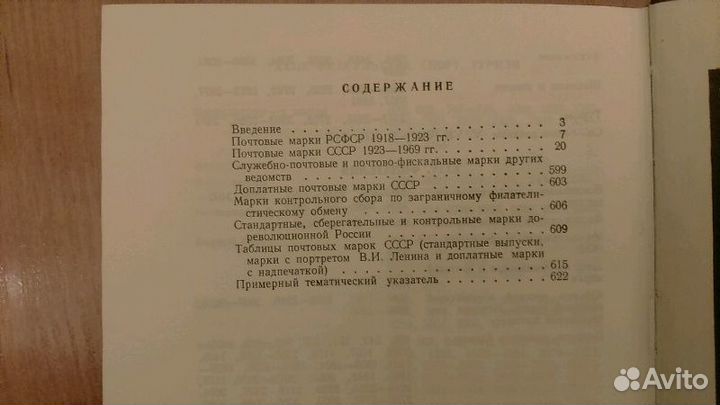 СОДЕРЖАНИЕ
Введение . . . . . . . . . . . . . . . . . . . . 3
Почтовые марки РСФСР 1918—1923 гг. . . . . . . . . 7
Почтовые марки СССР 1923—1969 гг. . . . . . . . . . 20
Служебно-почтовые и почтово-фискальные марки других
ведомств . . . . . . . . . . . . . . . . . . . . 599
Доплатные почтовые марки СССР . . . . . . . . . . 603
Марки контрольного сбора по заграничному филатели-
стическому обмену . . . . . . . . . . . . . . . . 606
Стандартные, сберегательные и контрольные марки до-
революционной России . . . . . . . . . . . . . . . 609
Таблицы почтовых марок СССР (стандартные выпуски,
марки с портретом В.И. Ленина и доплатные марки
с надпечаткой) . . . . . . . . . . . . . . . . . 615
Примерный тематический указатель . . . . . . . . . 622
Avito